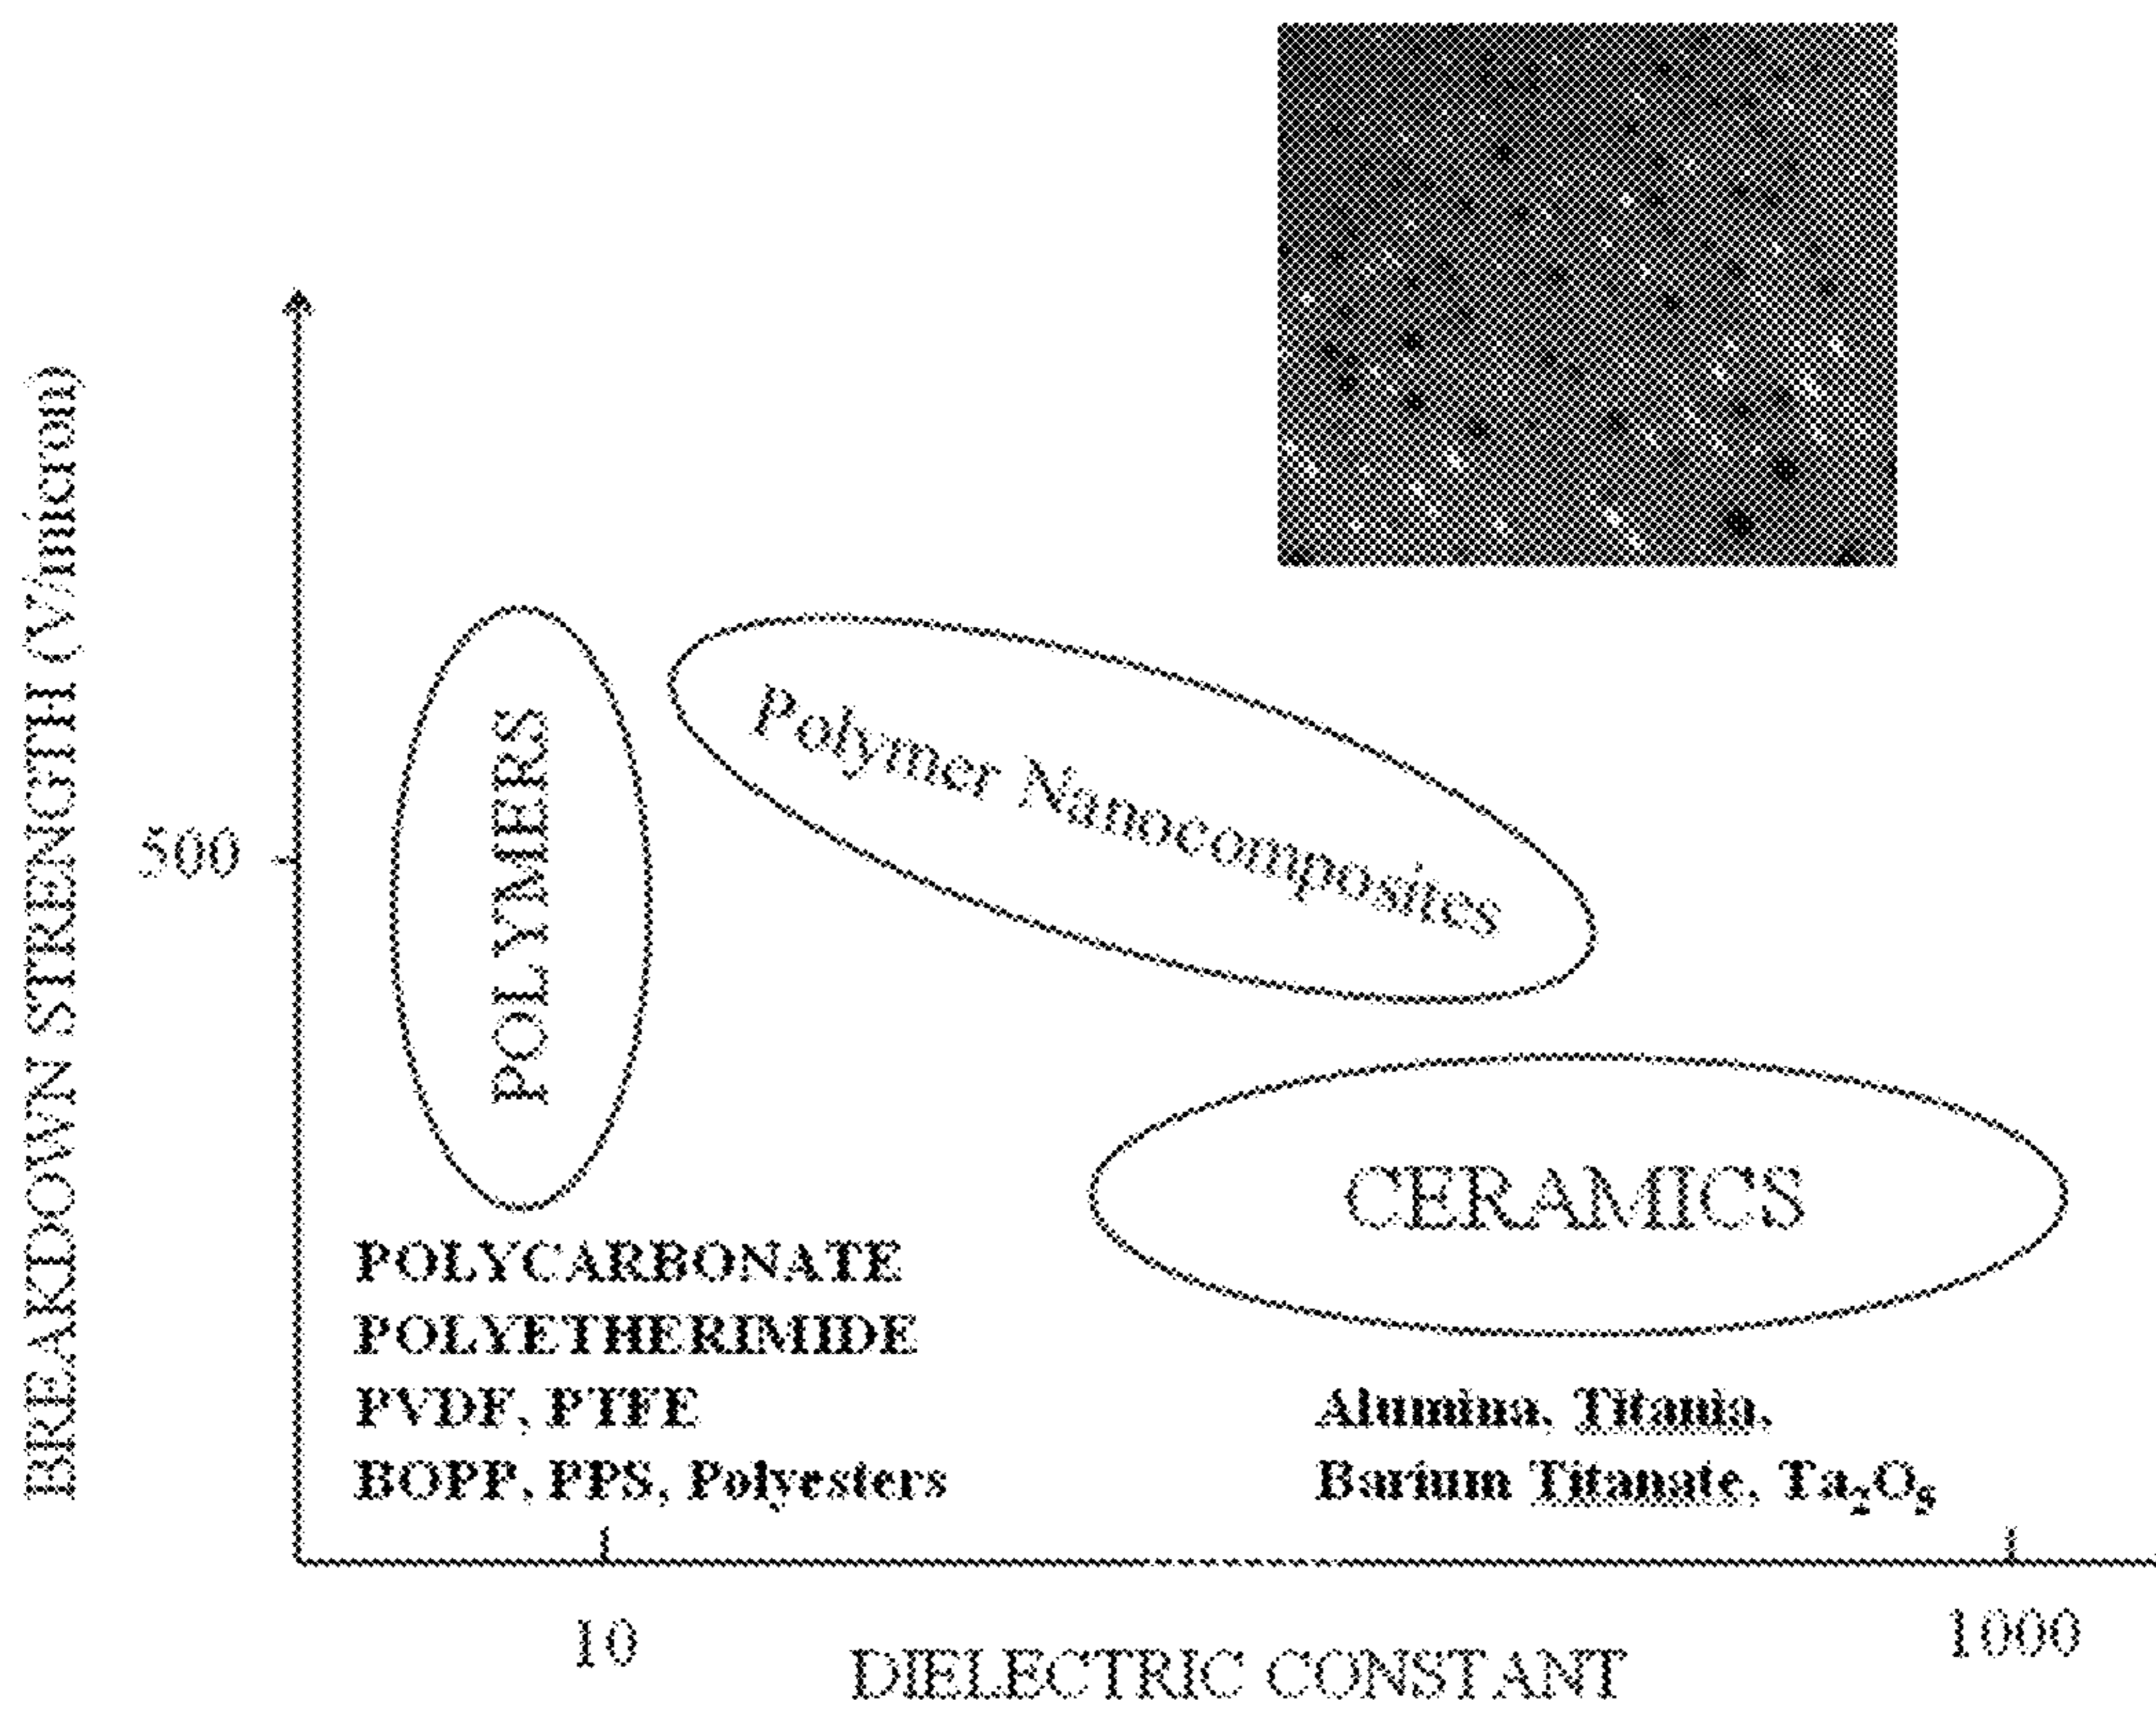 BREAKDOWN STRENGTH (V/micron)
500
POLYMERS
Polymer Nanocomposites
CERAMICS
POLYCARBONATE
POLYETHERIMIDE
PVDF, PTFE
BOPP, PPS, Polyesters
Alumina, Titania,
Barium Titanate, Ta₂O₉
10
1000
DIELECTRIC CONSTANT